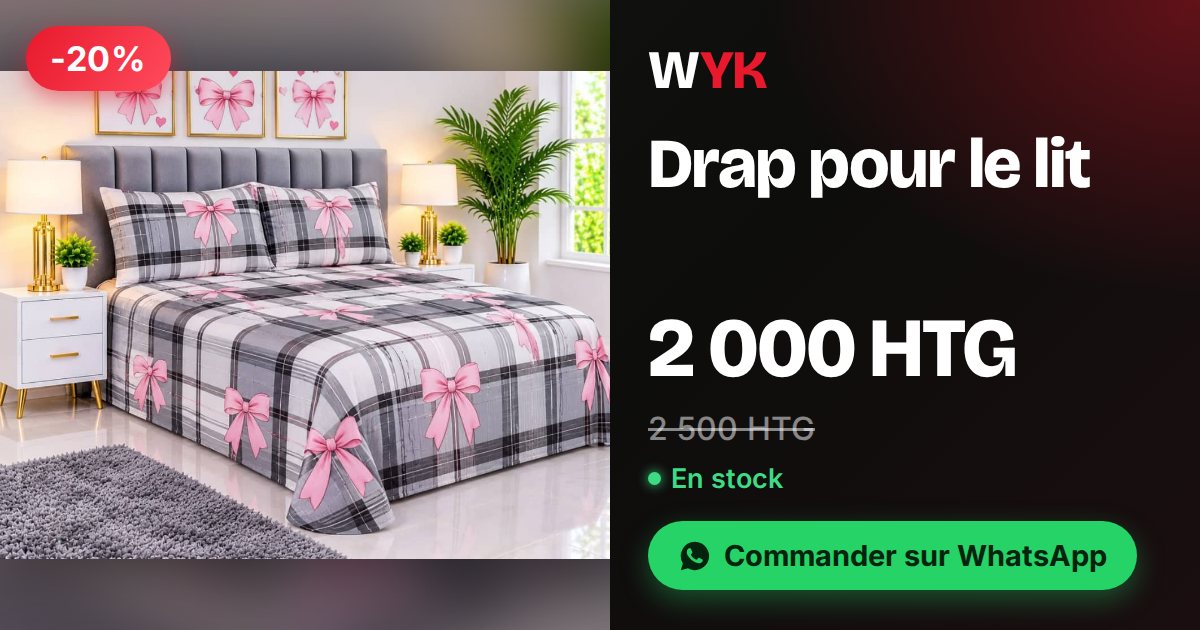 -20%
WYK
Drap pour le lit
2 000 HTG
2 500 HTG
En stock
Commander sur WhatsApp